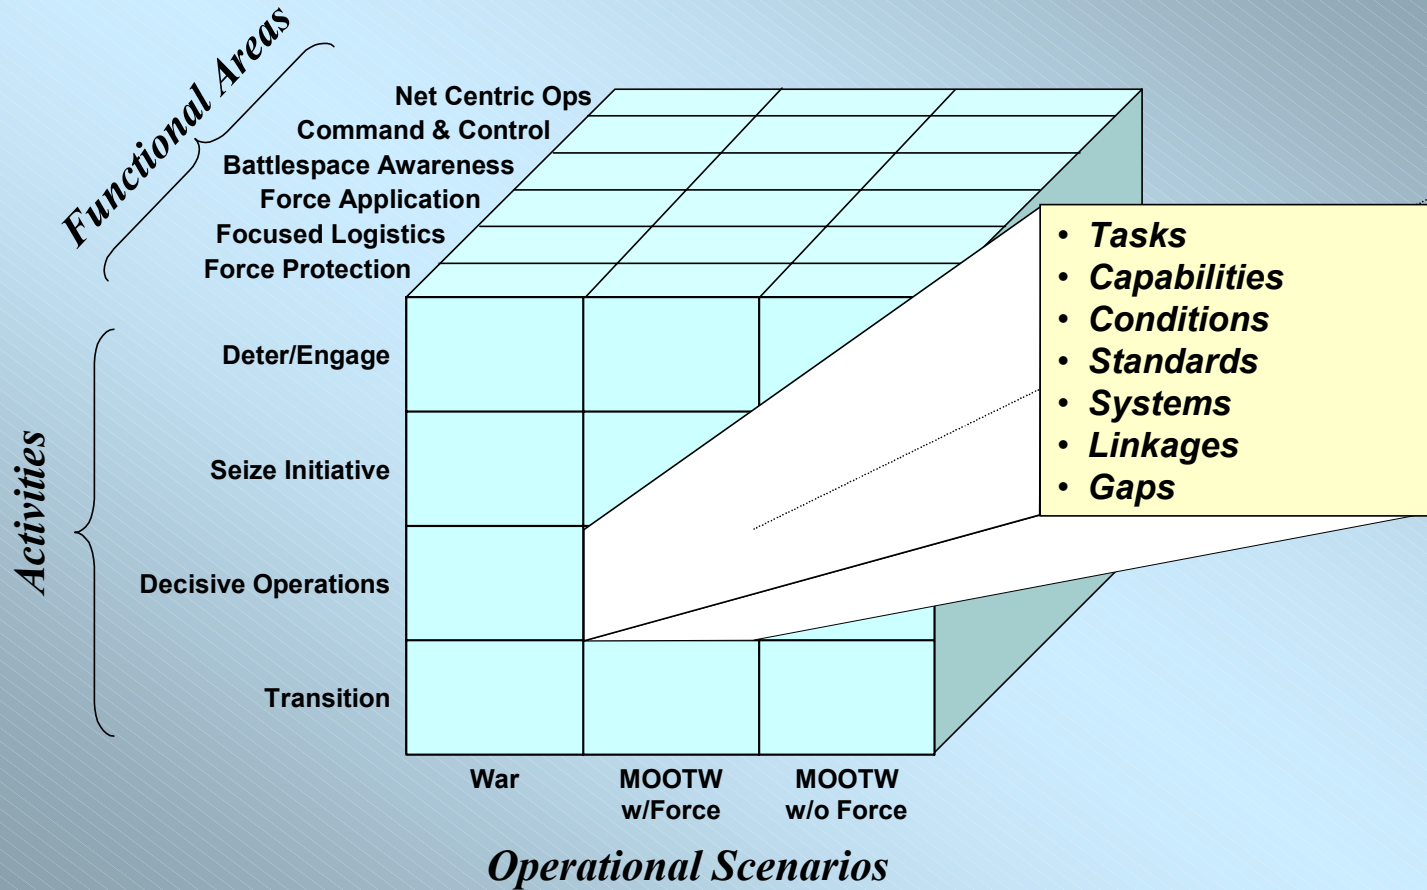 Functional Areas
Net Centric Ops
Command & Control
Battlespace Awareness
Force Application
Focused Logistics
Force Protection
• Tasks
• Capabilities
• Conditions
• Standards
• Systems
• Linkages
• Gaps
Activities
Deter/Engage
Seize Initiative
Decisive Operations
Transition
War
MOOTW
w/Force
MOOTW
w/o Force
Operational Scenarios